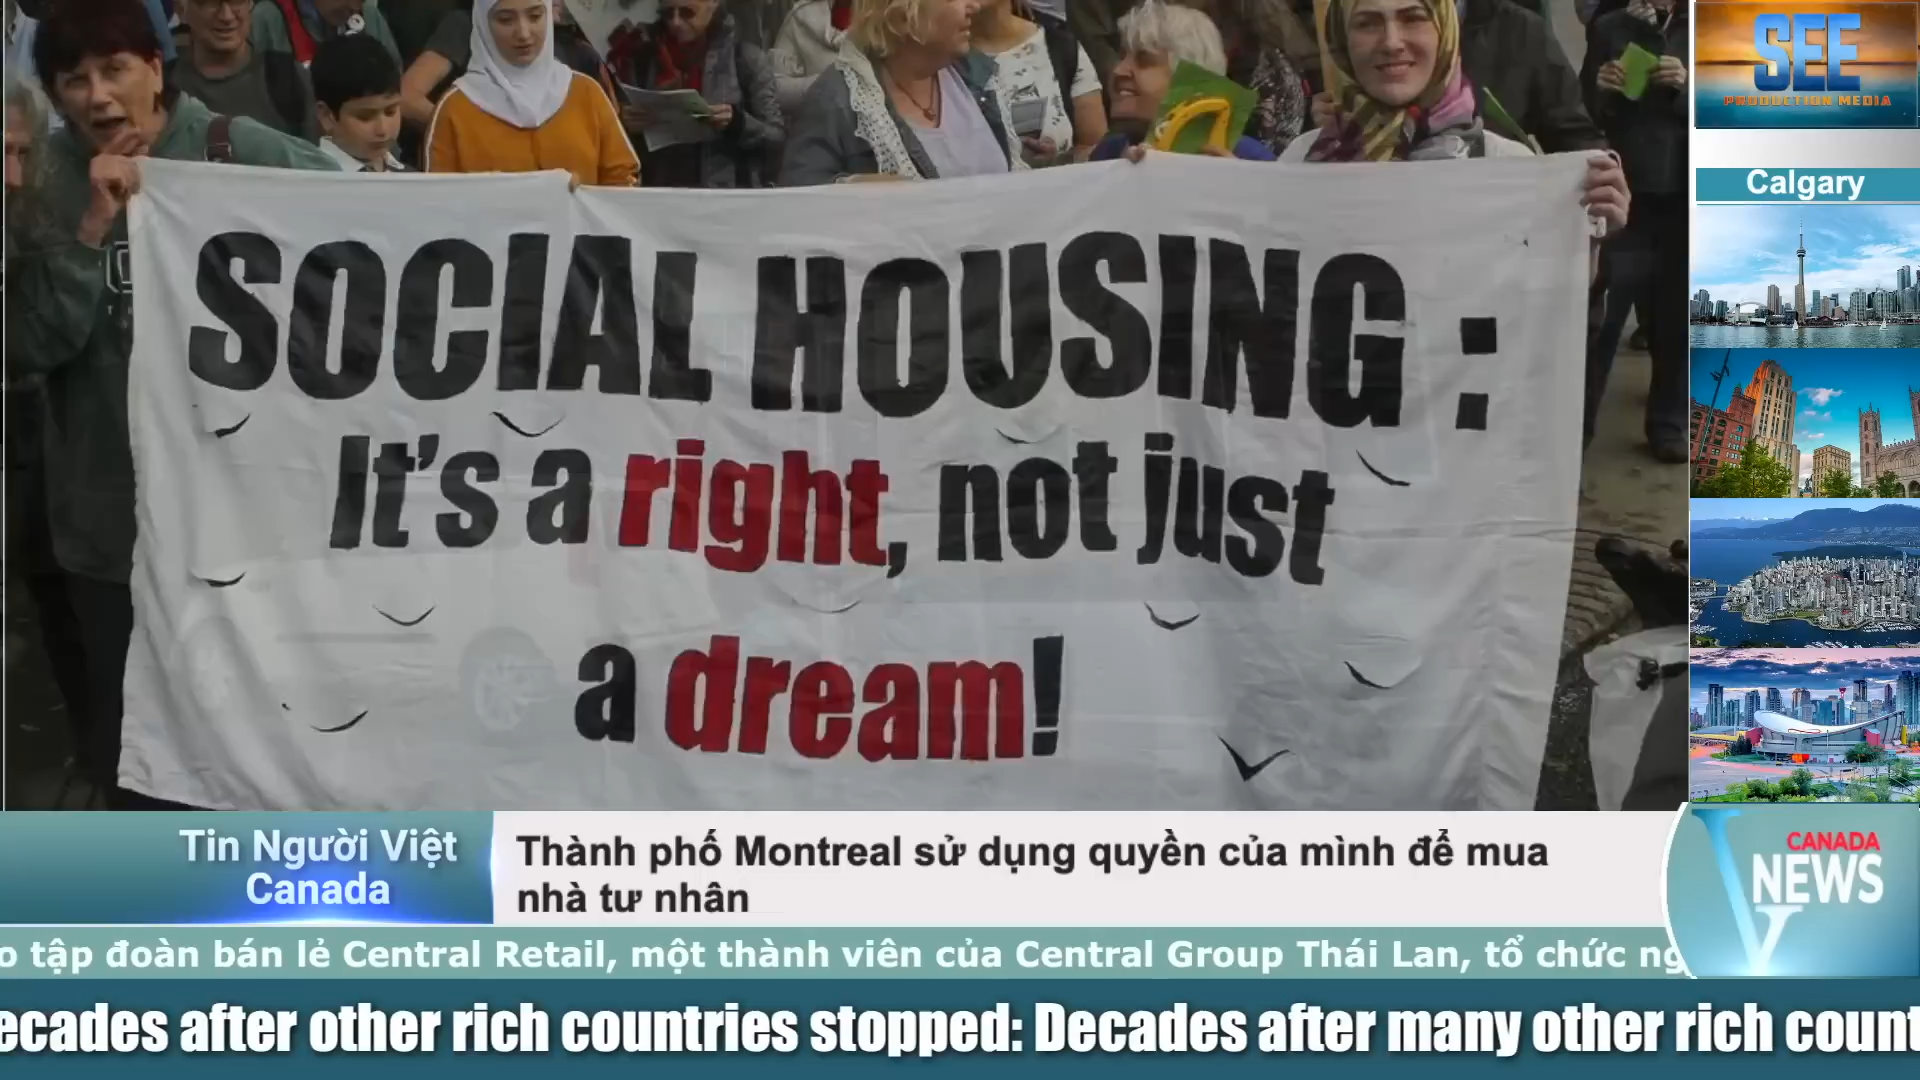 SEE
PRODUCTION MEDIA
Calgary
SOCIAL HOUSING :
It's a right, not just
a dream!
Tin Người Việt
Canada
Thành phố Montreal sử dụng quyền của mình để mua
nhà tư nhân
CANADA
V NEWS
tập đoàn bán lẻ Central Retail, một thành viên của Central Group Thái Lan, tổ chức
after other rich countries stopped: Decades after many other rich